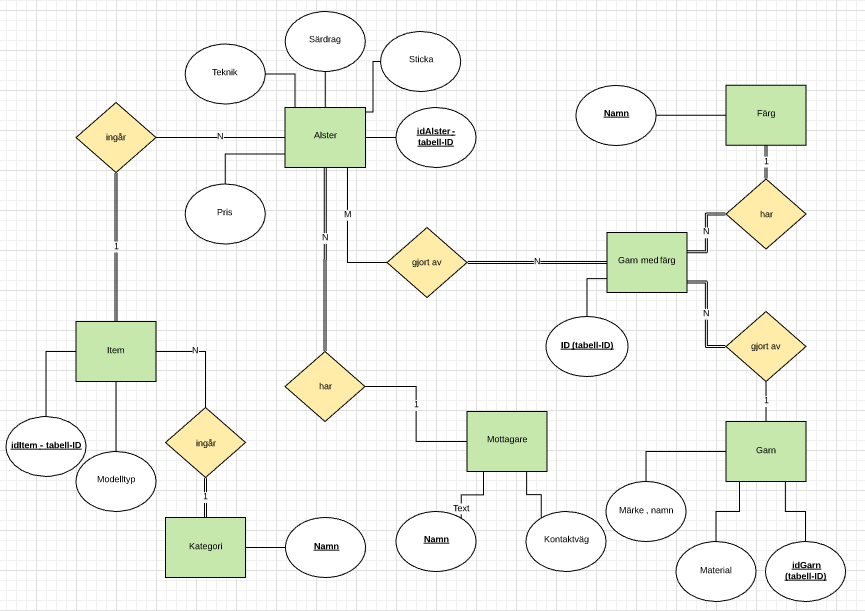 Särdrag
Teknik
Sticka
Namn
Färg
ingår
N
Alster
idAlster -
tabell-ID
1
Pris
M
har
N
N
1
gjort av
N
Garn med färg
N
ID (tabell-ID)
gjort av
Item
N
har
1
1
idItem - tabell-ID
Modelltyp
ingår
Mottagare
Garn
1
Text
Märke , namn
Kategori
Namn
Namn
Kontaktväg
Material
idGarn
(tabell-ID)